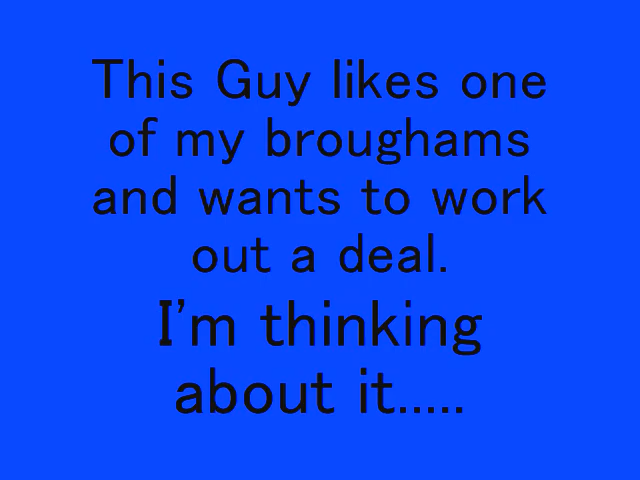 This Guy likes one
of my broughams
and wants to work
out a deal.
I'm thinking
about it.....